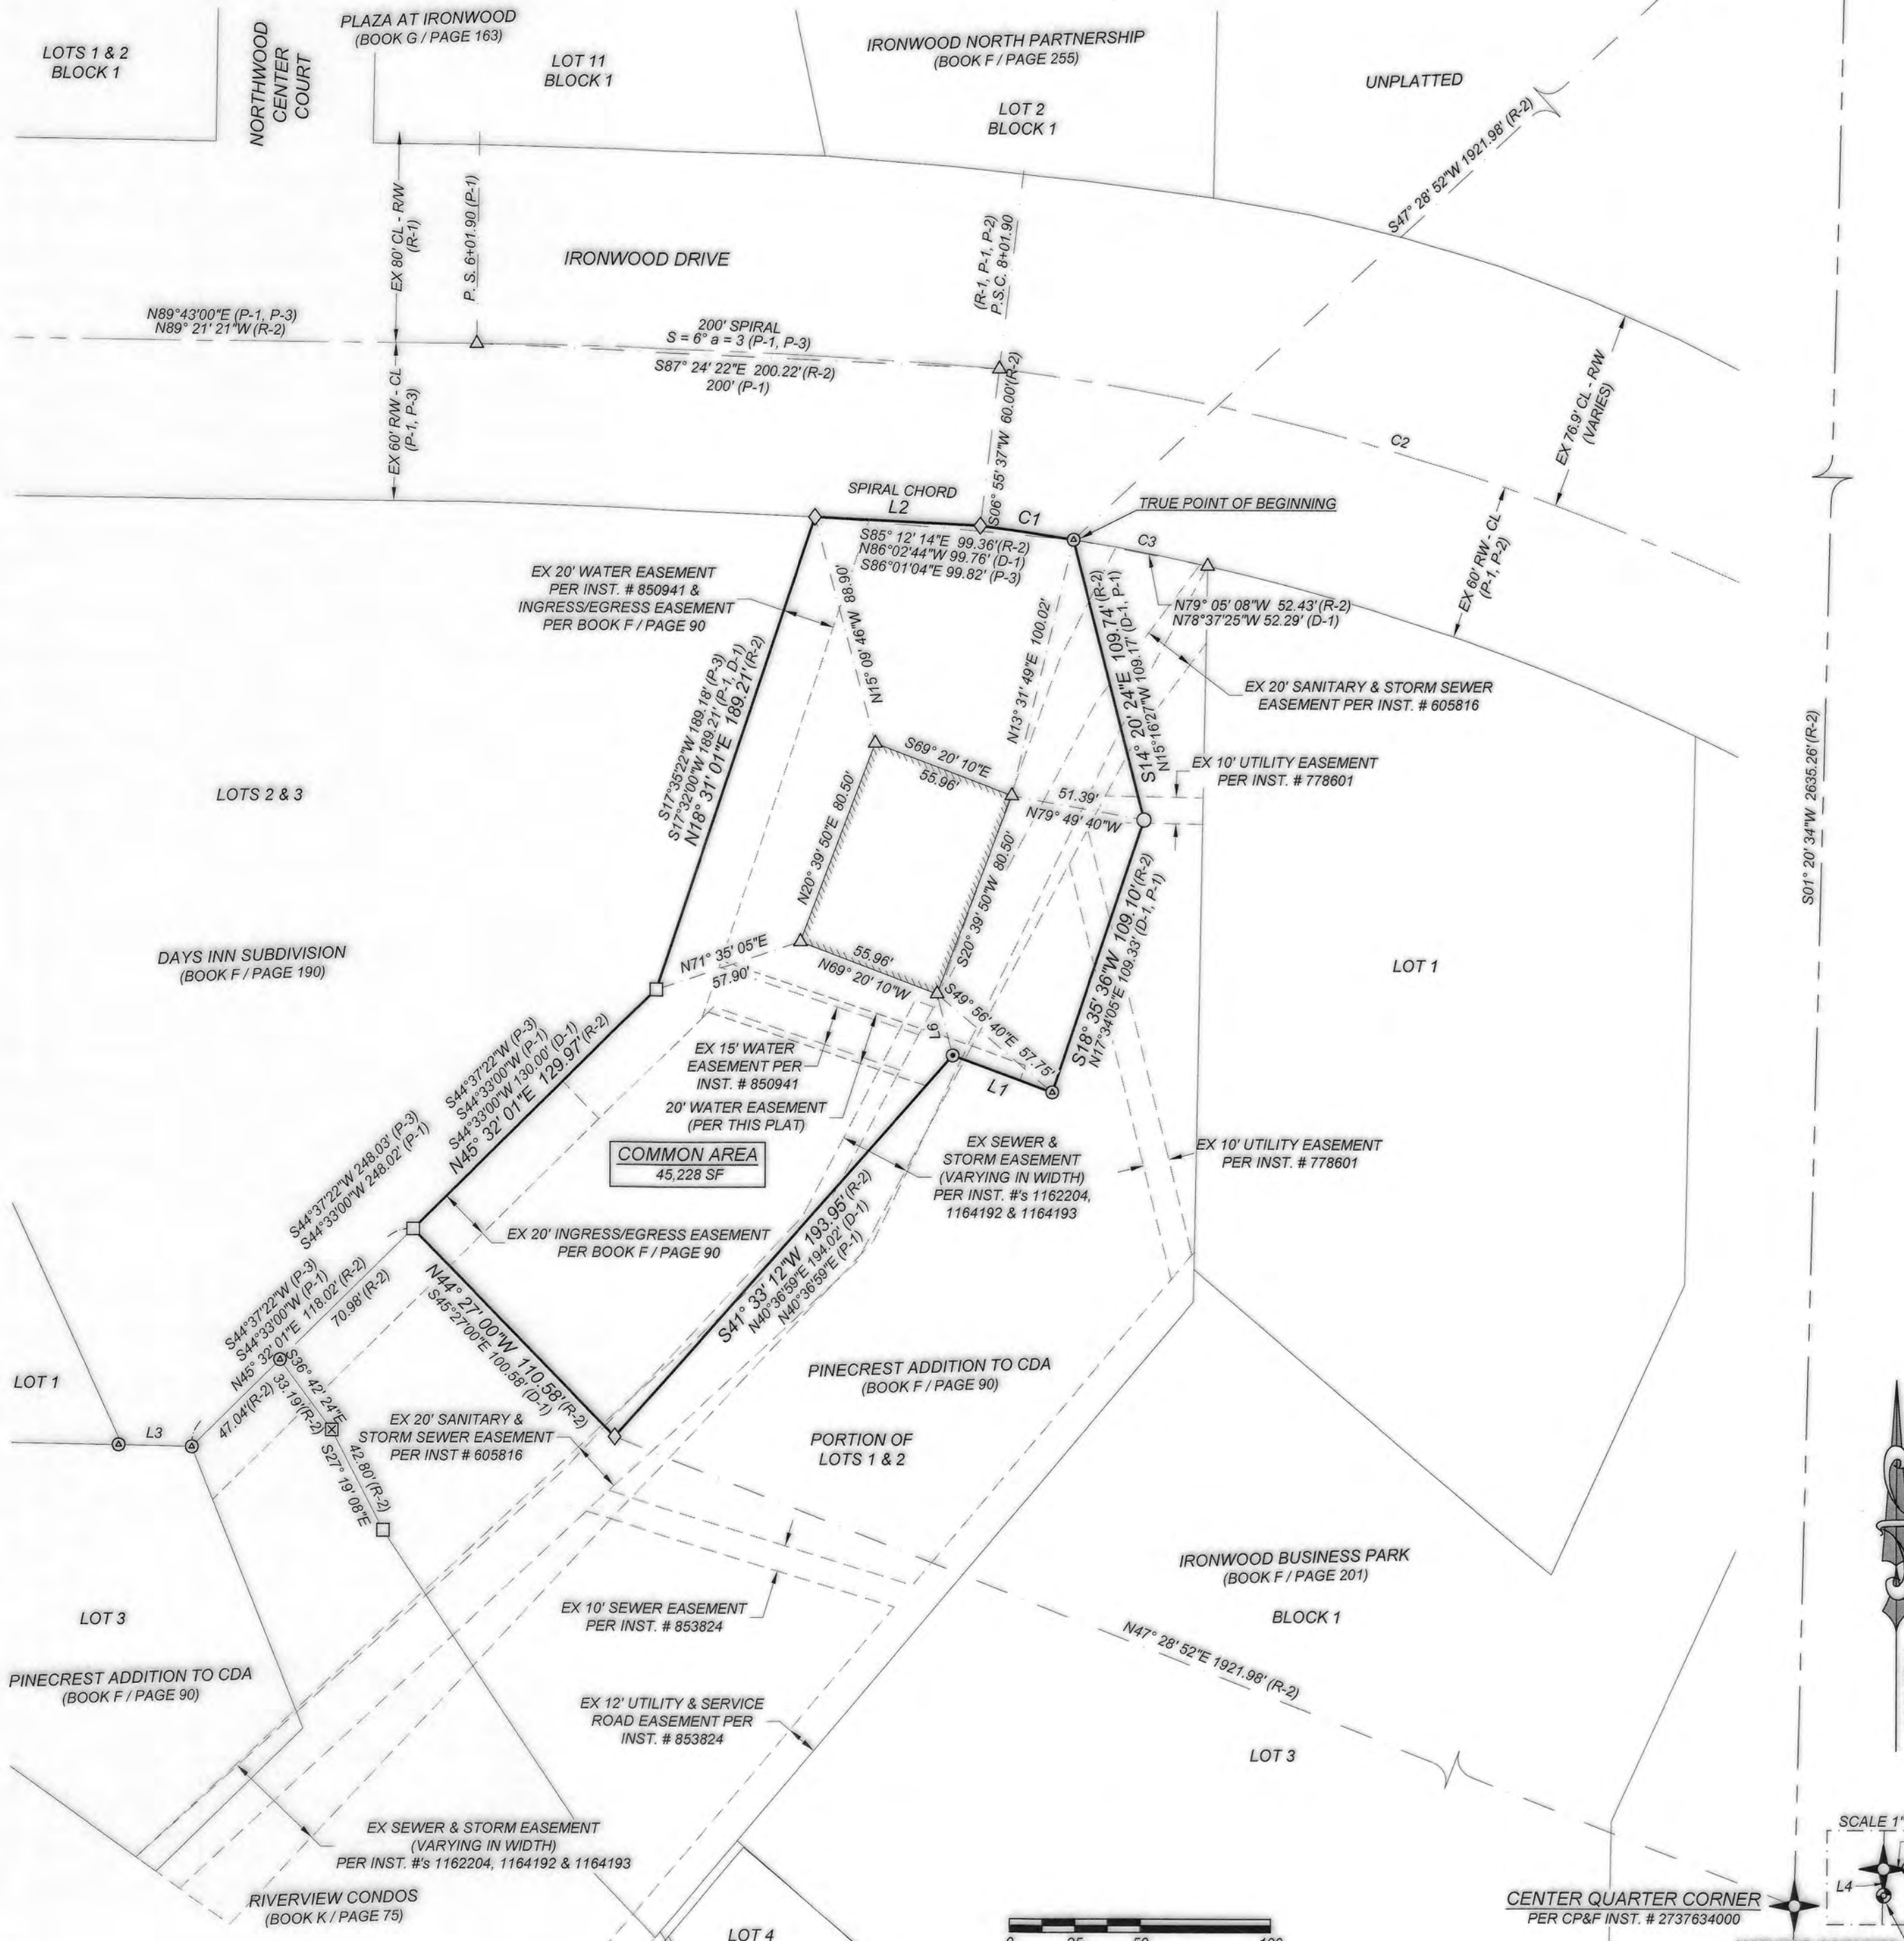 PLAZA AT IRONWOOD
(BOOK G / PAGE 163)
LOTS 1 & 2
BLOCK 1
NORTHWOOD
CENTER
COURT
LOT 11
BLOCK 1
IRONWOOD NORTH PARTNERSHIP
(BOOK F / PAGE 255)
LOT 2
BLOCK 1
UNPLATTED
S47° 28' 52"W 1921.98' (R-2)
EX 80' CL - R/W
(R-1)
P. S. 6+01.90 (P-1)
IRONWOOD DRIVE
(R-1, P-1, P-2)
P.S.C. 8+01.90
N89°43'00"E (P-1, P-3)
N89° 21' 21"W (R-2)
200' SPIRAL
S = 6° a = 3 (P-1, P-3)
S87° 24' 22"E 200.22' (R-2)
200' (P-1)
EX 60' R/W - CL
(P-1, P-3)
S06° 55' 37"W 60.00'(R-2)
C2
EX 76.9' CL - R/W
(VARIES)
EX 60' RW - CL
(P-1, P-2)
SPIRAL CHORD
L2
C1
TRUE POINT OF BEGINNING
C3
S85° 12' 14"E 99.36'(R-2)
N86°02'44"W 99.76' (D-1)
S86°01'04"E 99.82' (P-3)
N79° 05' 08"W 52.43'(R-2)
N78°37'25"W 52.29' (D-1)
EX 20' WATER EASEMENT
PER INST. # 850941 &
INGRESS/EGRESS EASEMENT
PER BOOK F / PAGE 90
N15° 09' 46"W 88.90'
N13° 31' 49"E 100.02'
S14° 20' 24"E 109.74' (R-2)
N15°16'27"W 109.17' (D-1, P-1)
EX 20' SANITARY & STORM SEWER
EASEMENT PER INST. # 605816
S17°35'22"W 189.18' (P-3)
S17°32'00"W 189.21' (P-1, D-1)
N18° 31' 01"E 189.21' (R-2)
S69° 20' 10"E
55.96'
EX 10' UTILITY EASEMENT
PER INST. # 778601
51.39'
N79° 49' 40"W
LOTS 2 & 3
N20° 39' 50"E 80.50'
S20° 39' 50"W 80.50'
S01° 20' 34"W 2635.26' (R-2)
S18° 35' 36"W 109.10' (R-2)
N17°34'05"E 109.33' (D-1, P-1)
DAYS INN SUBDIVISION
(BOOK F / PAGE 190)
N71° 35' 05"E
57.90'
55.96'
N69° 20' 10"W
LOT 1
S49° 56' 40"E 57.75'
L6
L1
S44°37'22"W (P-3)
S44°33'00"W (P-1)
S44°33'00"W 130.00' (D-1)
N45° 32' 01"E 129.97' (R-2)
EX 15' WATER
EASEMENT PER
INST. # 850941
20' WATER EASEMENT
(PER THIS PLAT)
COMMON AREA
45,228 SF
EX SEWER &
STORM EASEMENT
(VARYING IN WIDTH)
PER INST. #'s 1162204,
1164192 & 1164193
EX 10' UTILITY EASEMENT
PER INST. # 778601
S44°37'22"W 248.03' (P-3)
S44°33'00"W 248.02' (P-1)
EX 20' INGRESS/EGRESS EASEMENT
PER BOOK F / PAGE 90
S41° 33' 12"W 193.95' (R-2)
N40°36'59"E 194.02' (D-1)
N40°36'59"E (P-1)
S44°37'22"W (P-3)
S44°33'00"W (P-1)
N45° 32' 01"E 118.02' (R-2)
70.98' (R-2)
N44° 27' 00"W 110.58' (R-2)
S45°27'00"E 100.58' (D-1)
LOT 1
L3
47.04'(R-2)
S36° 42' 24"E
33.19'(R-2)
42.80'(R-2)
S27° 19' 08"E
PINECREST ADDITION TO CDA
(BOOK F / PAGE 90)
PORTION OF
LOTS 1 & 2
EX 20' SANITARY &
STORM SEWER EASEMENT
PER INST # 605816
IRONWOOD BUSINESS PARK
(BOOK F / PAGE 201)
BLOCK 1
EX 10' SEWER EASEMENT
PER INST. # 853824
LOT 3
PINECREST ADDITION TO CDA
(BOOK F / PAGE 90)
N47° 28' 52"E 1921.98' (R-2)
EX 12' UTILITY & SERVICE
ROAD EASEMENT PER
INST. # 853824
LOT 3
EX SEWER & STORM EASEMENT
(VARYING IN WIDTH)
PER INST. #'s 1162204, 1164192 & 1164193
SCALE 1"
L4
RIVERVIEW CONDOS
(BOOK K / PAGE 75)
CENTER QUARTER CORNER
PER CP&F INST. # 2737634000
LOT 4